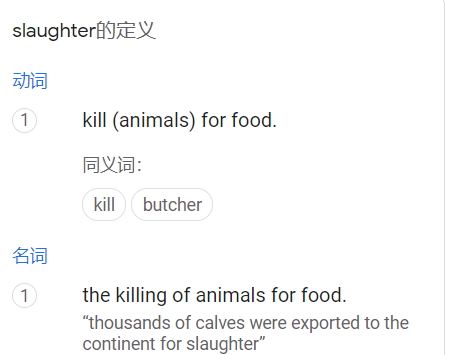 slaughter的定义
动词
1 kill (animals) for food.
同义词:
kill butcher
名词
1 the killing of animals for food.
“thousands of calves were exported to the
continent for slaughter”